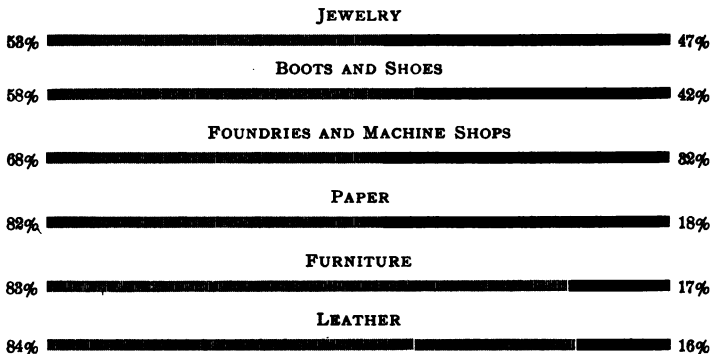 JEWELRY
53% 47%
BOOTS AND SHOES
58% 42%
FOUNDRIES AND MACHINE SHOPS
68% 32%
PAPER
82% 18%
FURNITURE
83% 17%
LEATHER
84% 16%